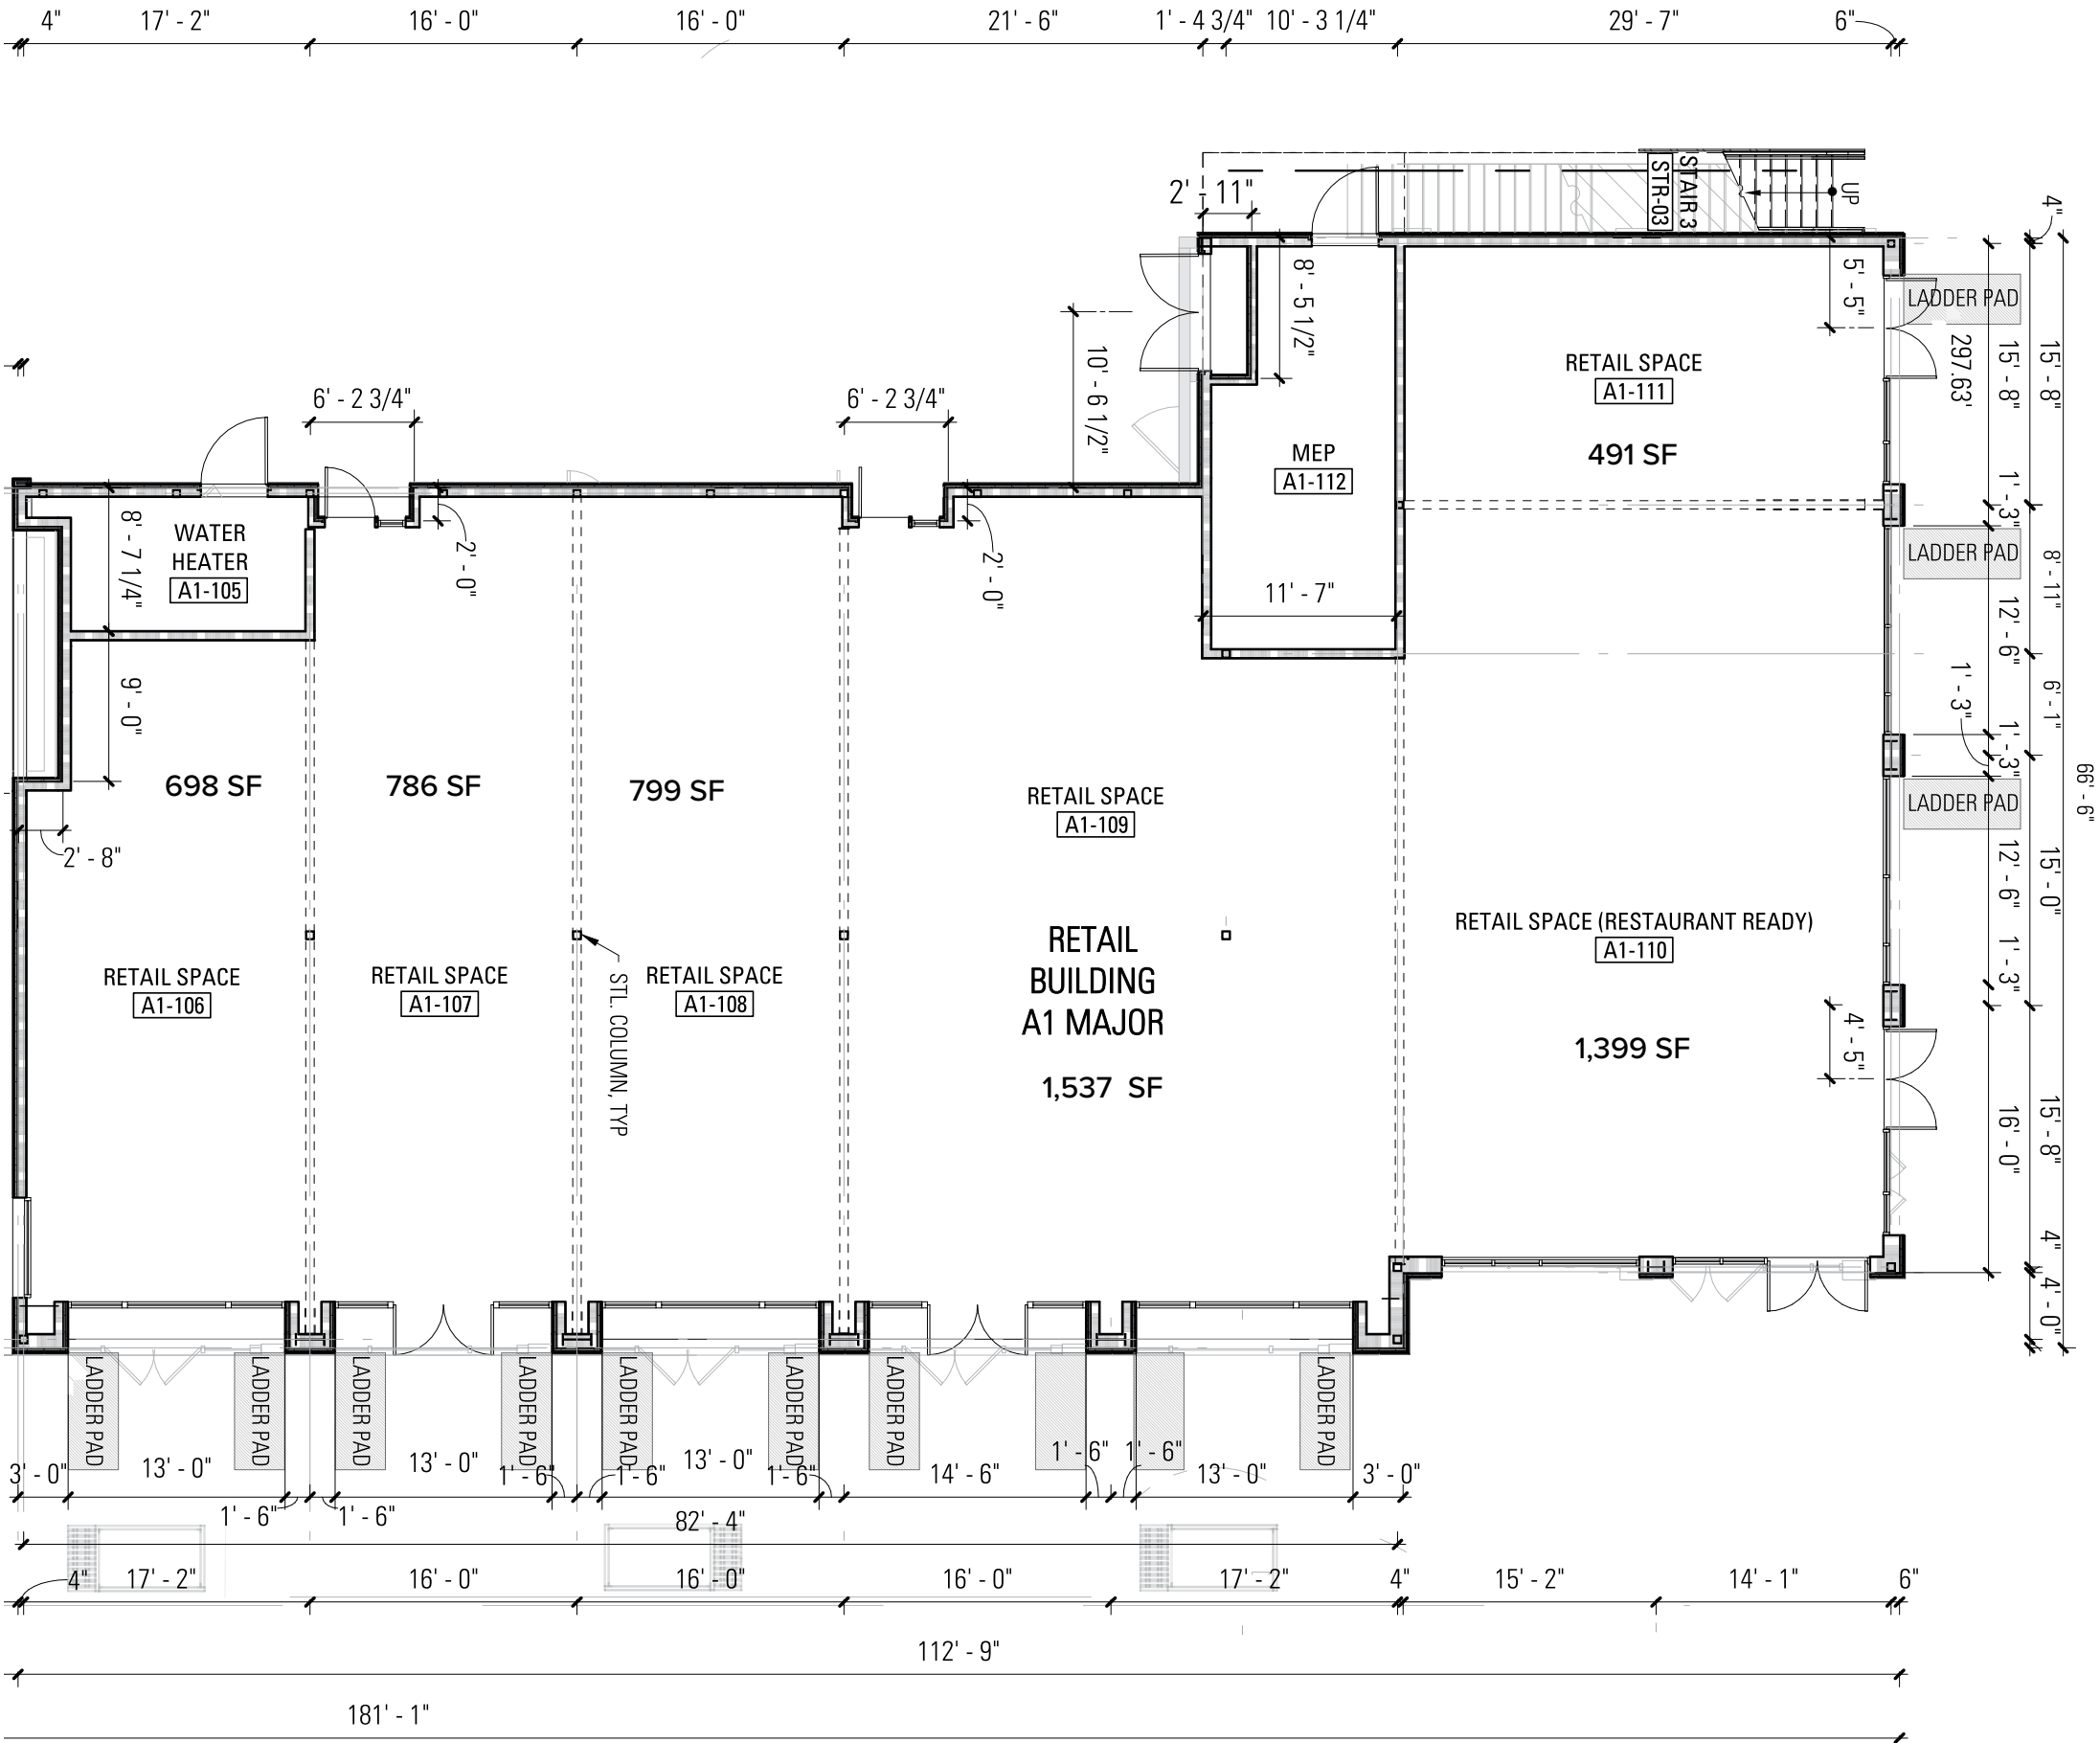 4"
17' - 2"
16' - 0"
16' - 0"
21' - 6"
1' - 4 3/4"
10' - 3 1/4"
29' - 7"
6"
2' - 11"
STAIR 3
STR-03
UP
4"
8' - 5 1/2"
5' - 5"
LADDER PAD
297.63'
15' - 8"
15' - 8"
10' - 6 1/2"
RETAIL SPACE
A1-111
491 SF
6' - 2 3/4"
6' - 2 3/4"
MEP
A1-112
1' - 3"
WATER
HEATER
A1-105
8' - 7 1/4"
2' - 0"
2' - 0"
LADDER PAD
8' - 11"
11' - 7"
12' - 6"
9' - 0"
1' - 3"
6' - 1"
1' - 3"
66' - 6"
698 SF
786 SF
799 SF
RETAIL SPACE
A1-109
LADDER PAD
2' - 8"
12' - 6"
15' - 0"
RETAIL SPACE (RESTAURANT READY)
A1-110
RETAIL
BUILDING
A1 MAJOR
1' - 3"
RETAIL SPACE
A1-106
RETAIL SPACE
A1-107
STL. COLUMN, TYP
RETAIL SPACE
A1-108
4' - 5"
1,399 SF
1,537 SF
16' - 0"
15' - 8"
4"
4' - 0"
LADDER PAD
LADDER PAD
LADDER PAD
LADDER PAD
LADDER PAD
LADDER PAD
LADDER PAD
3' - 0"
13' - 0"
13' - 0"
1' - 6"
1' - 6"
13' - 0"
1' - 6"
14' - 6"
1' - 6"
1' - 6"
13' - 0"
3' - 0"
1' - 6"
1' - 6"
82' - 4"
4"
17' - 2"
16' - 0"
16' - 0"
16' - 0"
17' - 2"
4"
15' - 2"
14' - 1"
6"
112' - 9"
181' - 1"